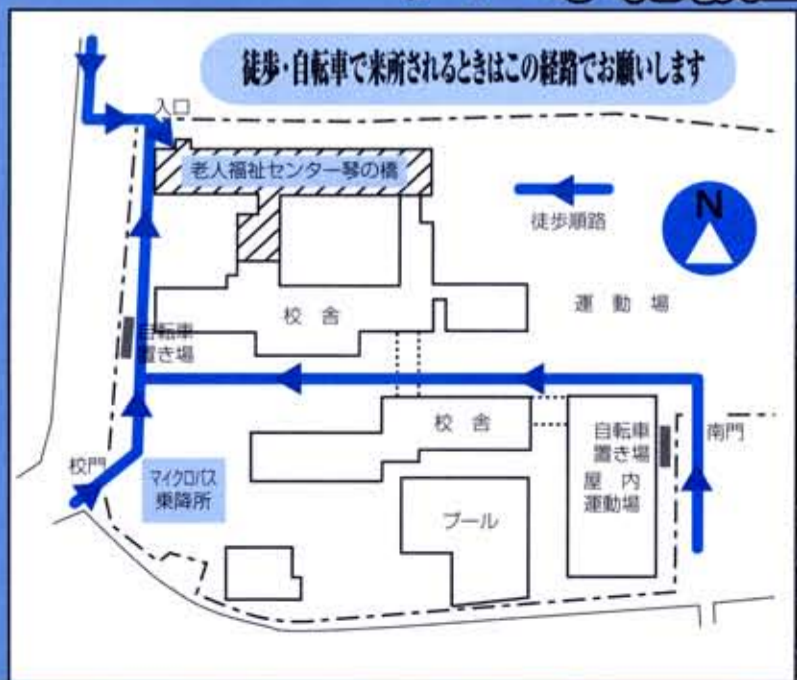 徒歩・自転車で来所されるときはこの経路でお願いします
入口
老人福祉センター琴の橋
N
徒歩順路
運動場
校舎
自転車
置き場
校舎
自転車
置き場
南門
屋内
運動場
校門
マイクロバス
乗降所
プール